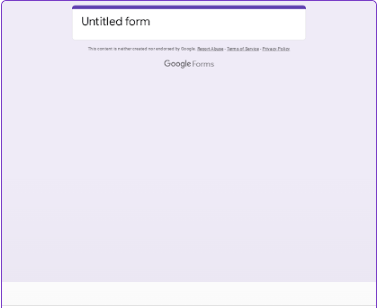 Untitled form
This content is neither created nor endorsed by Google. Report Abuse - Terms of Service - Privacy Policy
Google Forms